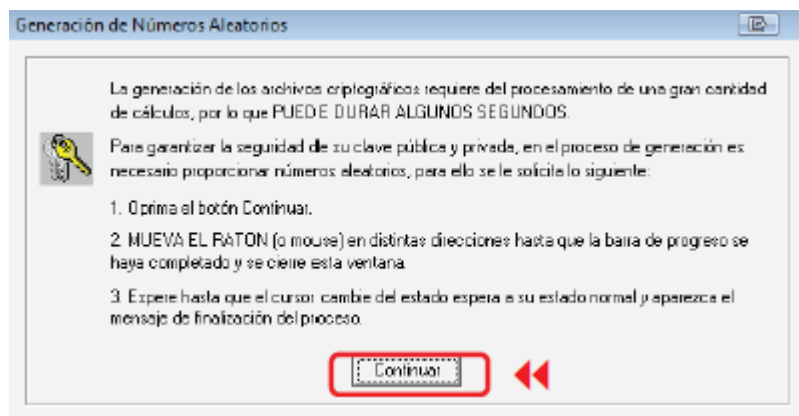 Generación de Números Aleatorios
La generación de los archivos criptográficos requiere del procesamiento de una gran cantidad
de cálculos, por lo que PUEDE DURAR ALGUNOS SEGUNDOS.
Para garantizar la seguridad de su clave pública y privada, en el proceso de generación es
necesario proporcionar números aleatorios, para ello se le solicita lo siguiente:
1. Oprima el botón Continuar.
2. MUEVA EL RATON (o mouse) en distintas direcciones hasta que la barra de progreso se
haya completado y se cierre esta ventana.
3. Espere hasta que el cursor cambie del estado espera a su estado normal y aparezca el
mensaje de finalización del proceso.
Continuar